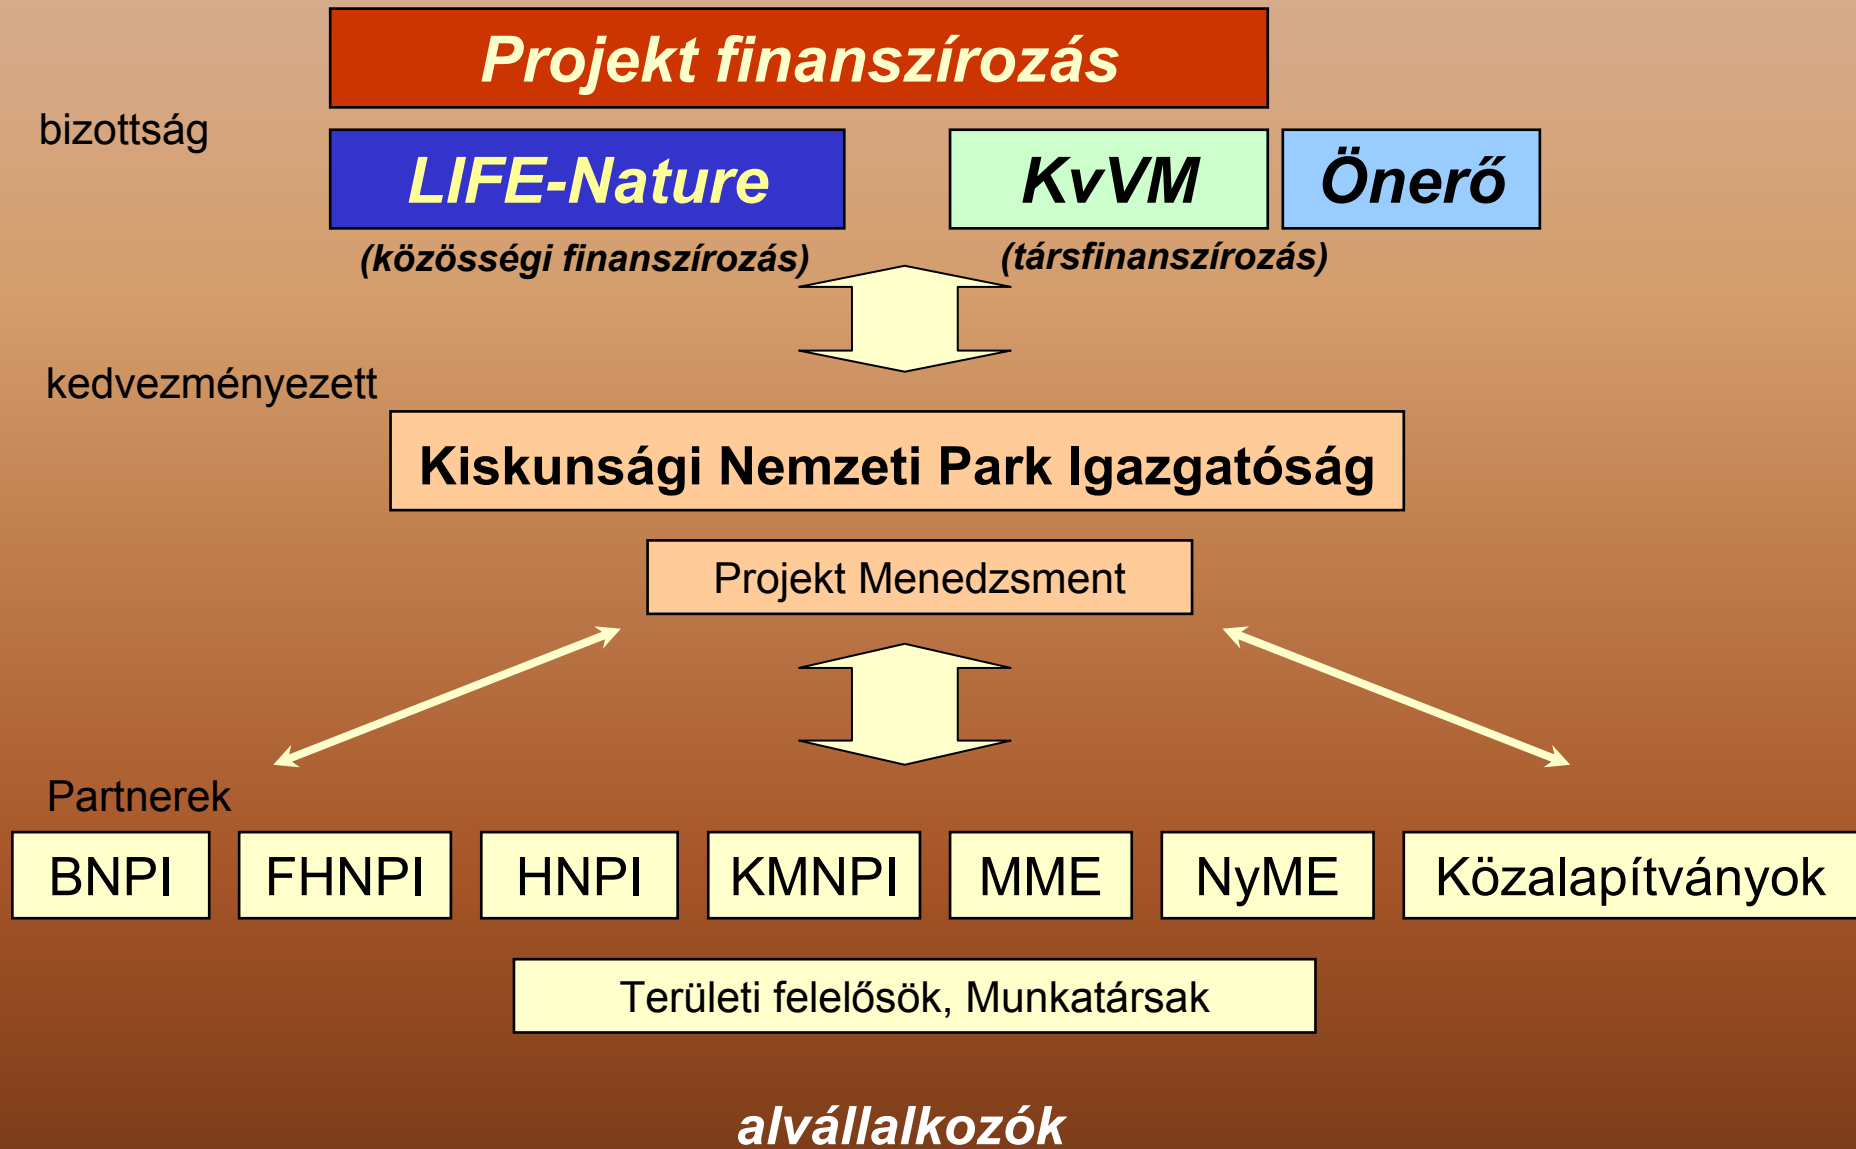 Projekt finanszírozás
bizottság
LIFE-Nature
KvVM
Önerő
(közösségi finanszírozás)
(társfinanszírozás)
kedvezményezett
Kiskunsági Nemzeti Park Igazgatóság
Projekt Menedzsment
Partnerek
BNPI
FHNPI
HNPI
KMNPI
MME
NyME
Közalapítványok
Területi felelősök, Munkatársak
alvállalkozók